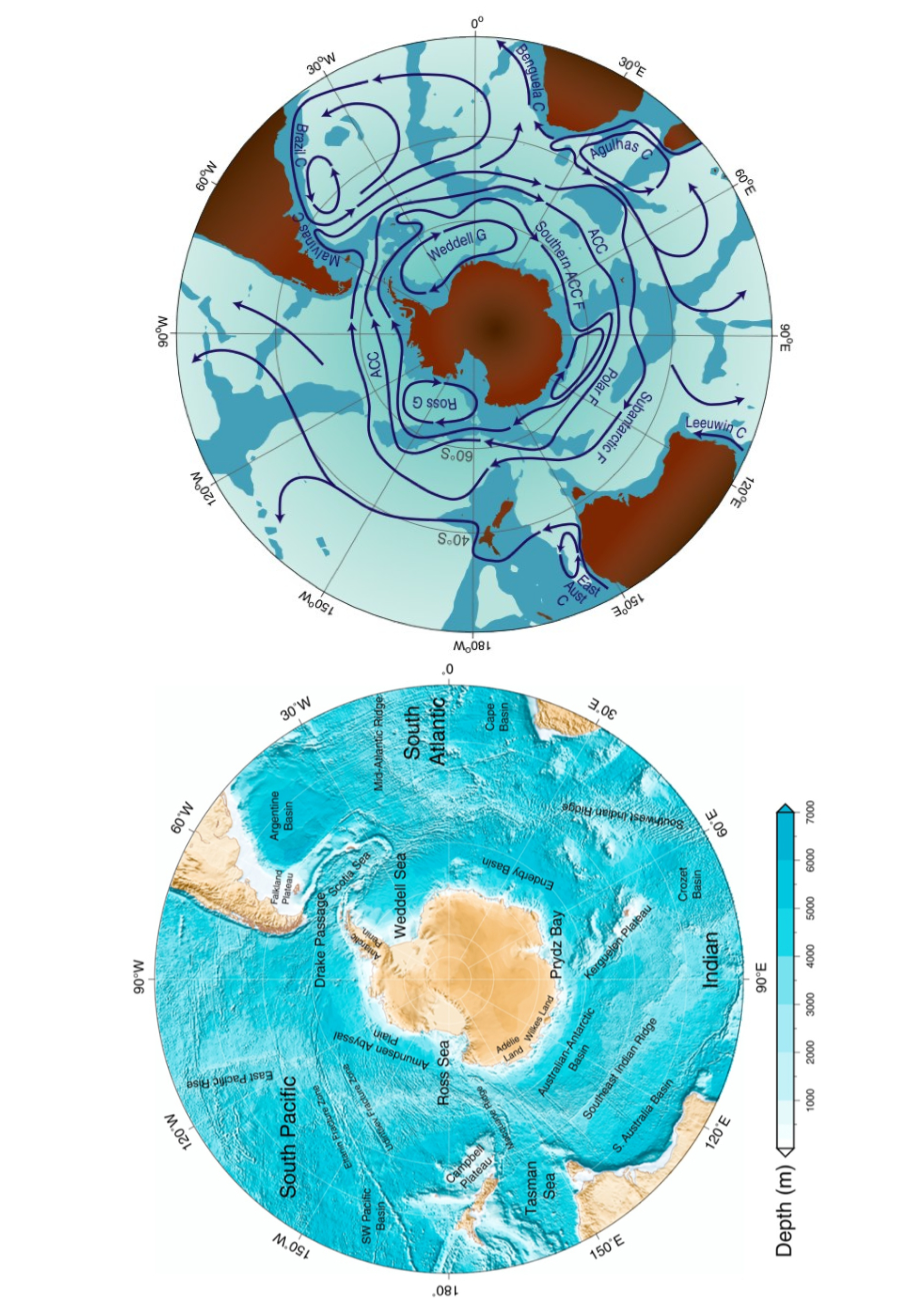 0°
30°W
30°E
Benguela C
Brazil C
Agulhas C
60°W
60°E
Malvinas C
Weddell G
Southern ACC F
ACC
90°W
90°E
ACC
Ross G
Polar F
Subantarctic F
Leeuwin C
60°S
120°W
120°E
40°S
East
Aust
C
150°W
150°E
180°W
0°
30°W
30°E
Mid-Atlantic Ridge
South
Atlantic
Cape
Basin
60°W
60°E
Argentine
Basin
Southwest Indian Ridge
Falkland
Plateau
Scotia Sea
Weddell Sea
Enderby Basin
Crozet
Basin
Drake Passage
Antarctic
Penin.
Prydz Bay
Kerguelen Plateau
90°W
90°E
Indian
Amundsen Abyssal
Plain
Wilkes Land
Adélie
Land
Ross Sea
Australian-Antarctic
Basin
Southeast Indian Ridge
East Pacific Rise
South Pacific
Eltanin Fracture Zone
Udintsev Fracture Zone
Macquarie Ridge
S. Australia Basin
120°W
120°E
Campbell
Plateau
Tasman
Sea
SW Pacific
Basin
150°W
150°E
180°
Depth (m)
1000
2000
3000
4000
5000
6000
7000